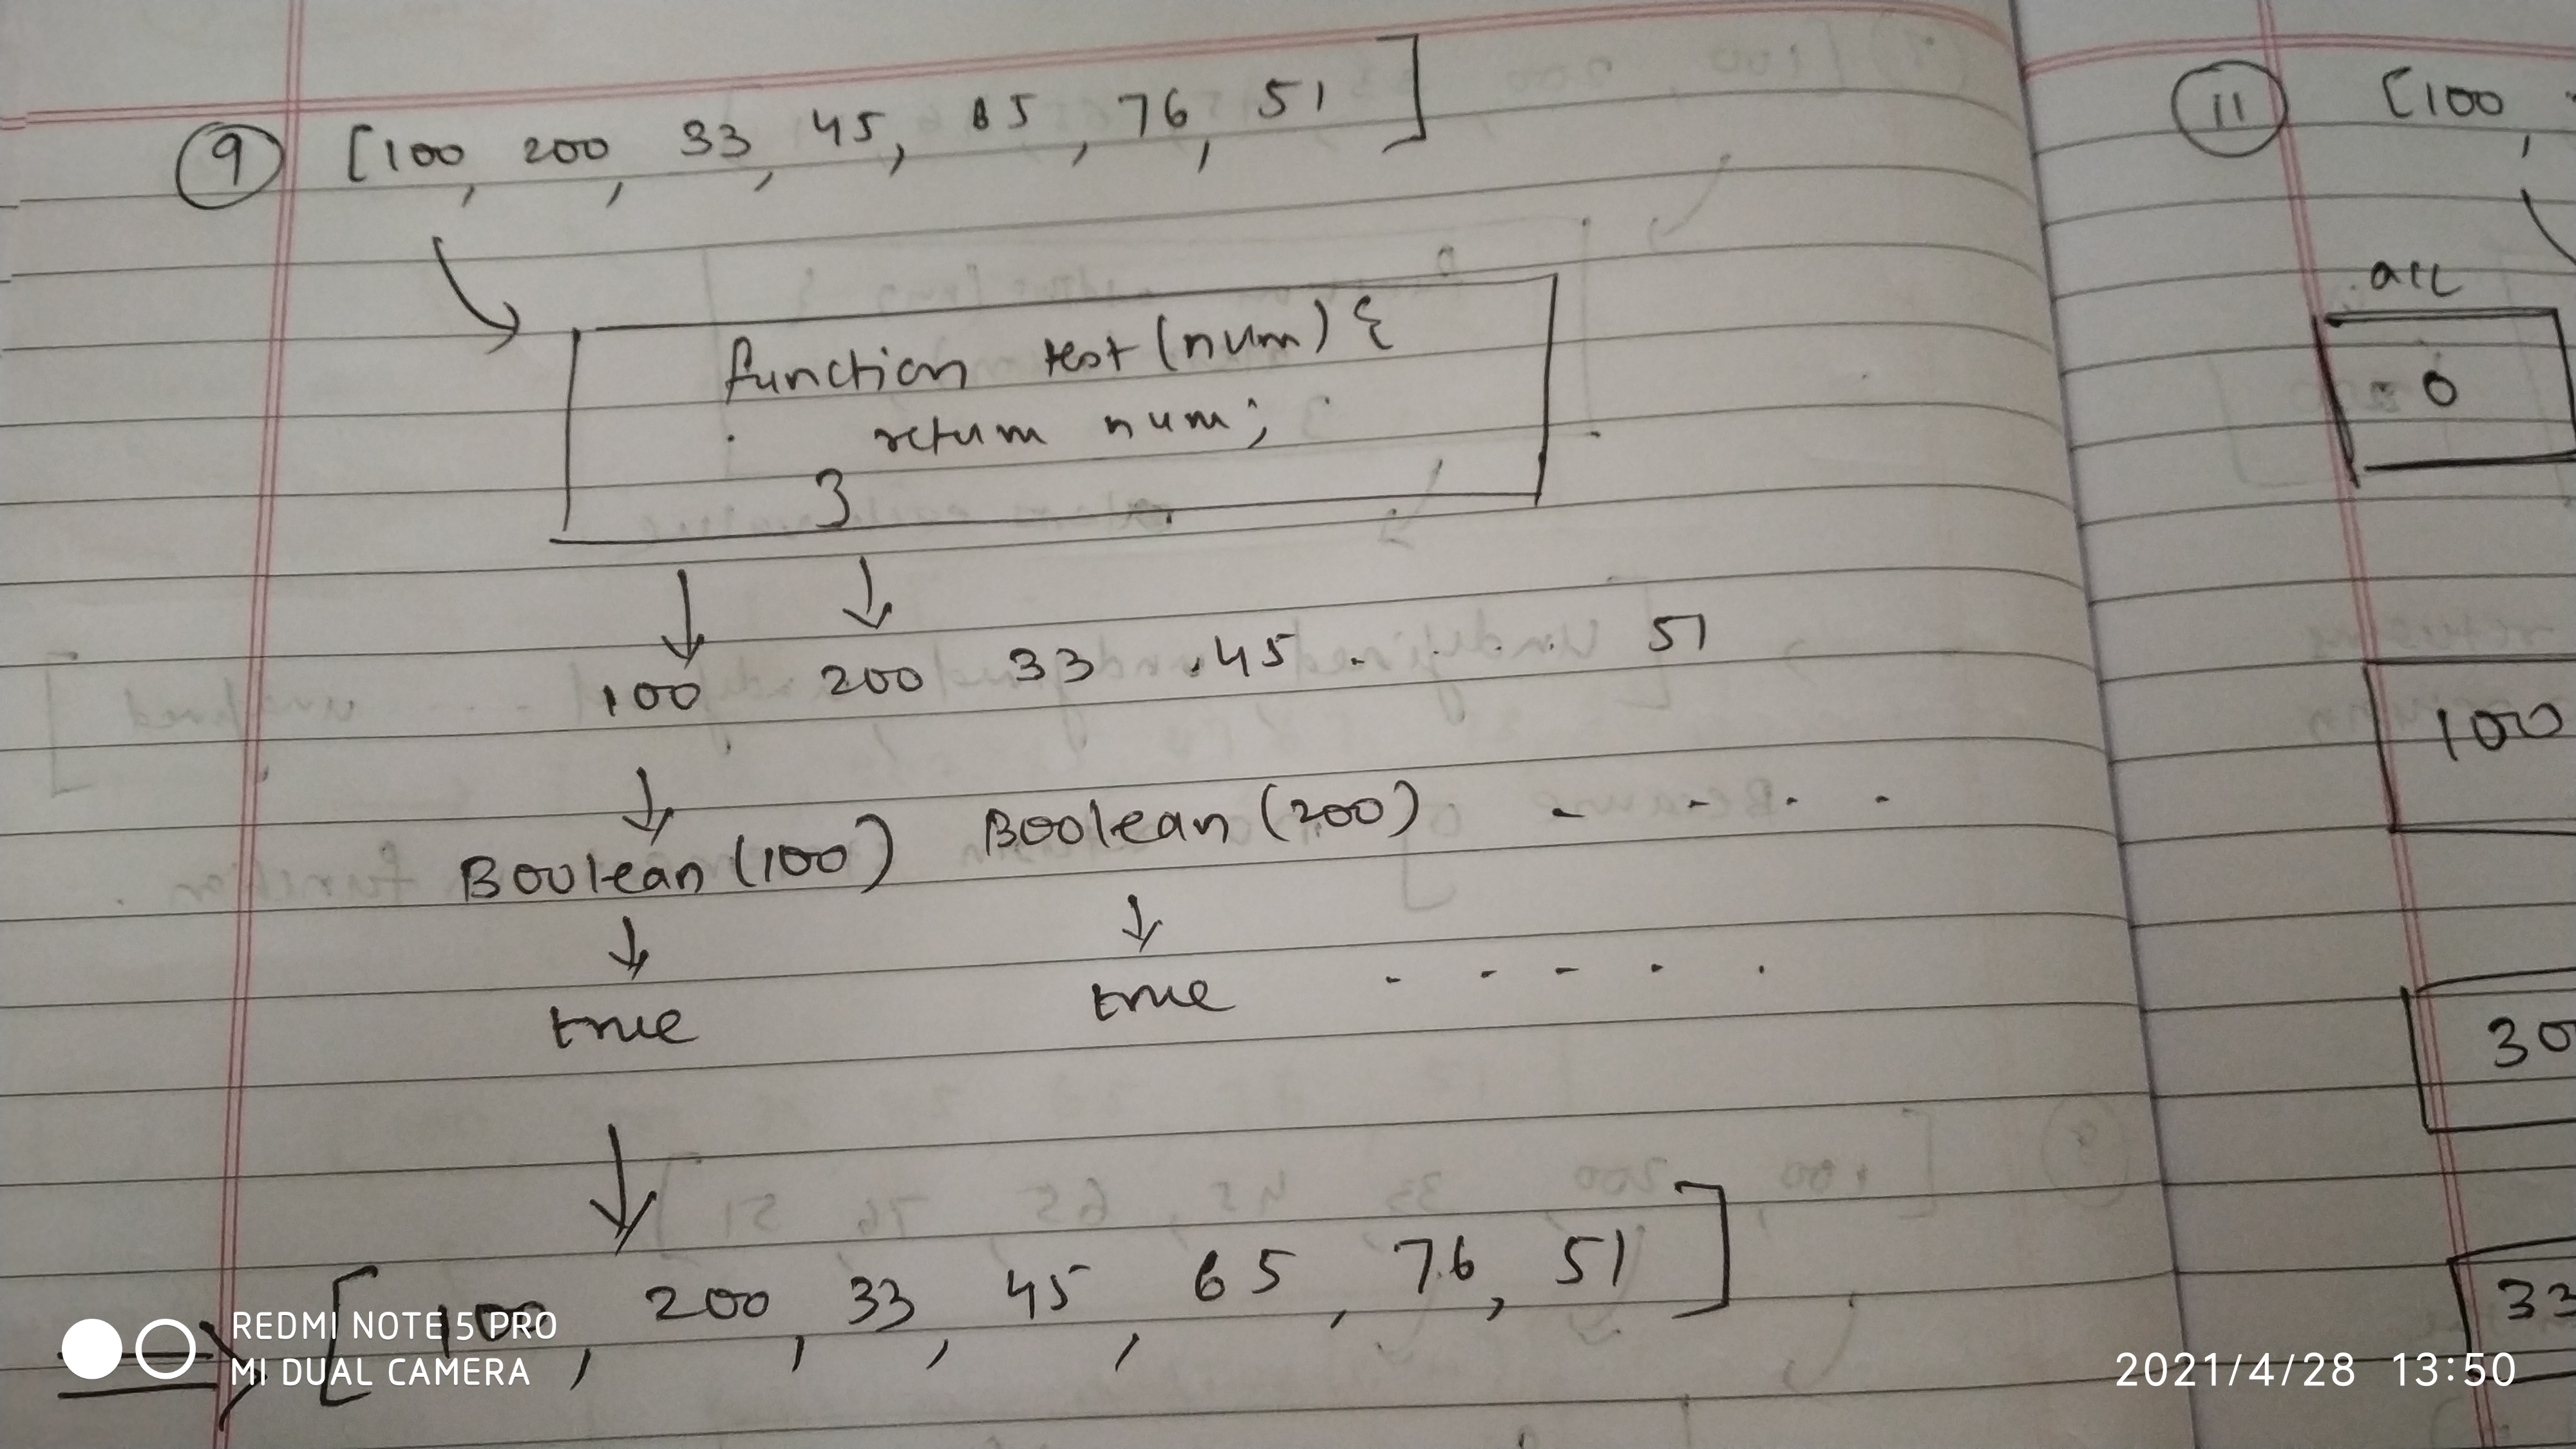 9 [100, 200, 33, 45, 65, 76, 51]
function test(num) {
return num;
}
100 200 33 45 . . . . 51
Boolean(100) Boolean(200) - - - -
true true - - - - -
=> [100, 200, 33, 45, 65, 76, 51]
11 [100,
acc
0
100
30
33
REDMI NOTE 5 PRO
MI DUAL CAMERA
2021/4/28 13:50